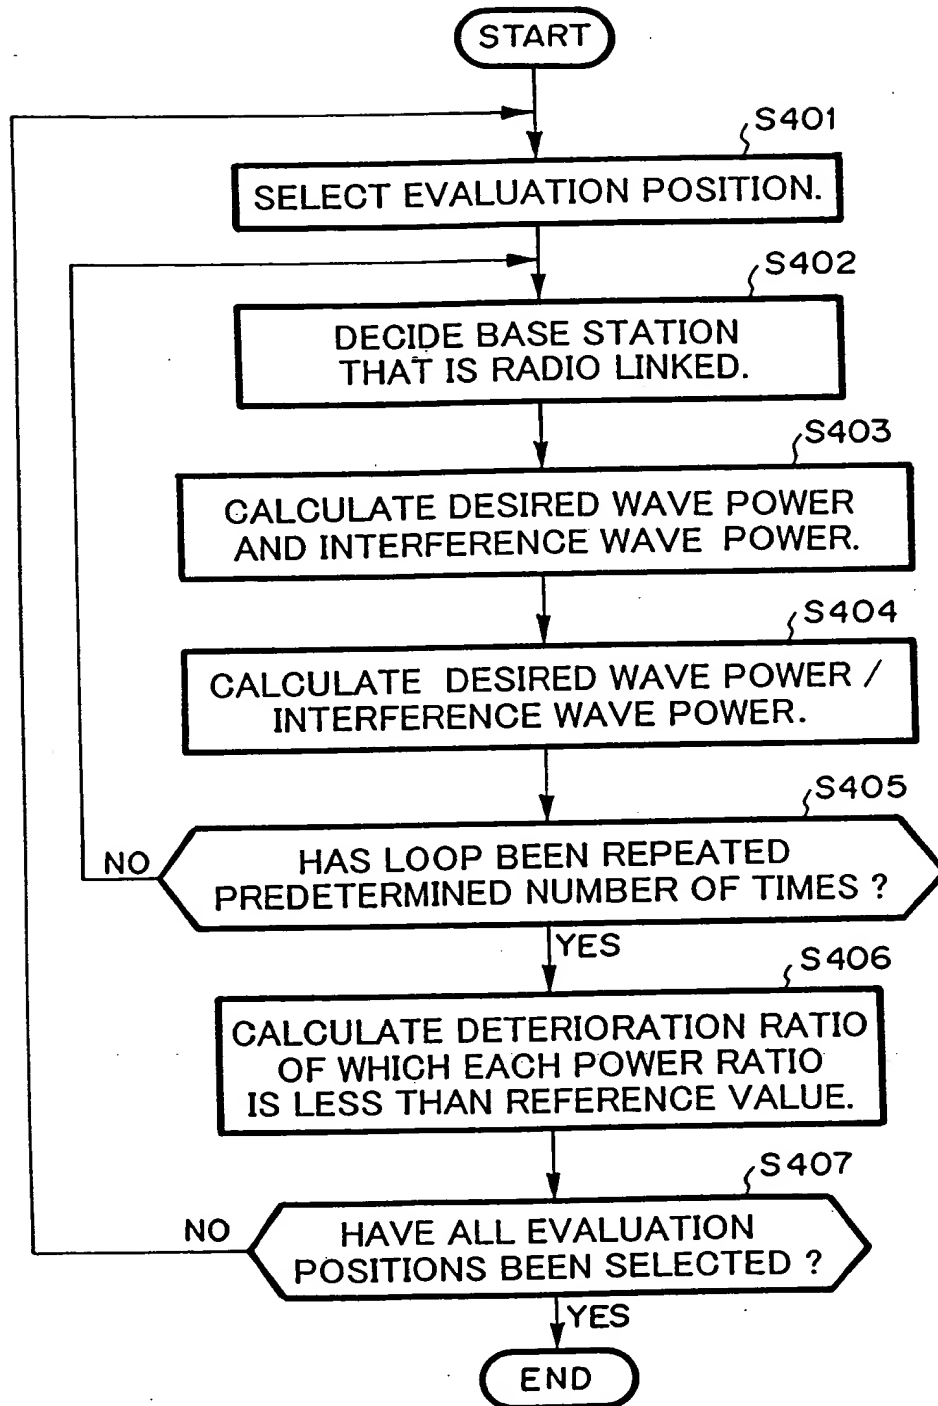 START
S401
SELECT EVALUATION POSITION.
S402
DECIDE BASE STATION
THAT IS RADIO LINKED.
S403
CALCULATE DESIRED WAVE POWER
AND INTERFERENCE WAVE POWER.
S404
CALCULATE DESIRED WAVE POWER /
INTERFERENCE WAVE POWER.
S405
NO
HAS LOOP BEEN REPEATED
PREDETERMINED NUMBER OF TIMES ?
YES
S406
CALCULATE DETERIORATION RATIO
OF WHICH EACH POWER RATIO
IS LESS THAN REFERENCE VALUE.
S407
NO
HAVE ALL EVALUATION
POSITIONS BEEN SELECTED ?
YES
END